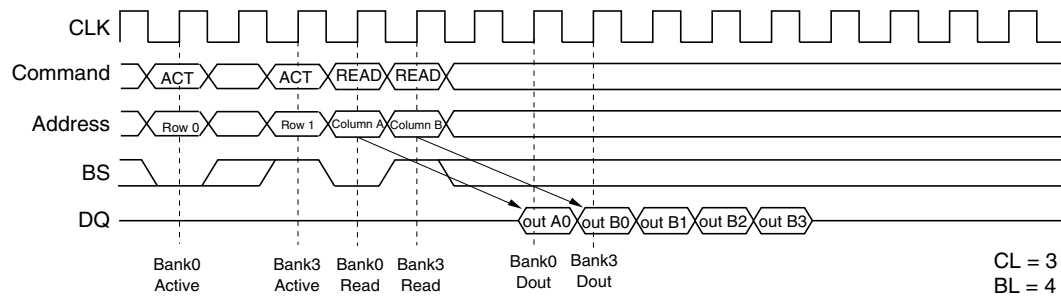 CLK
Command ACT ACT READ READ
Address Row 0 Row 1 Column A Column B
BS
DQ out A0 out B0 out B1 out B2 out B3
Bank0 Active
Bank3 Active
Bank0 Read
Bank3 Read
Bank0 Dout
Bank3 Dout
CL = 3
BL = 4